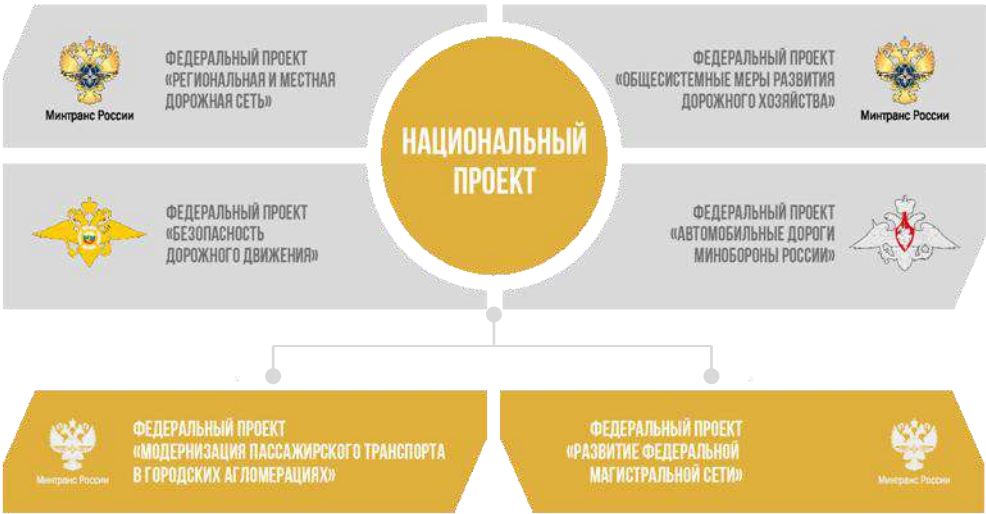 ФЕДЕРАЛЬНЫЙ ПРОЕКТ
«РЕГИОНАЛЬНАЯ И МЕСТНАЯ
ДОРОЖНАЯ СЕТЬ»
Минтранс России
ФЕДЕРАЛЬНЫЙ ПРОЕКТ
«ОБЩЕСИСТЕМНЫЕ МЕРЫ РАЗВИТИЯ
ДОРОЖНОГО ХОЗЯЙСТВА»
Минтранс России
НАЦИОНАЛЬНЫЙ
ПРОЕКТ
ФЕДЕРАЛЬНЫЙ ПРОЕКТ
«БЕЗОПАСНОСТЬ
ДОРОЖНОГО ДВИЖЕНИЯ»
ФЕДЕРАЛЬНЫЙ ПРОЕКТ
«АВТОМОБИЛЬНЫЕ ДОРОГИ
МИНОБОРОНЫ РОССИИ»
ФЕДЕРАЛЬНЫЙ ПРОЕКТ
«МОДЕРНИЗАЦИЯ ПАССАЖИРСКОГО ТРАНСПОРТА
В ГОРОДСКИХ АГЛОМЕРАЦИЯХ»
Минтранс России
ФЕДЕРАЛЬНЫЙ ПРОЕКТ
«РАЗВИТИЕ ФЕДЕРАЛЬНОЙ
МАГИСТРАЛЬНОЙ СЕТИ»
Минтранс России